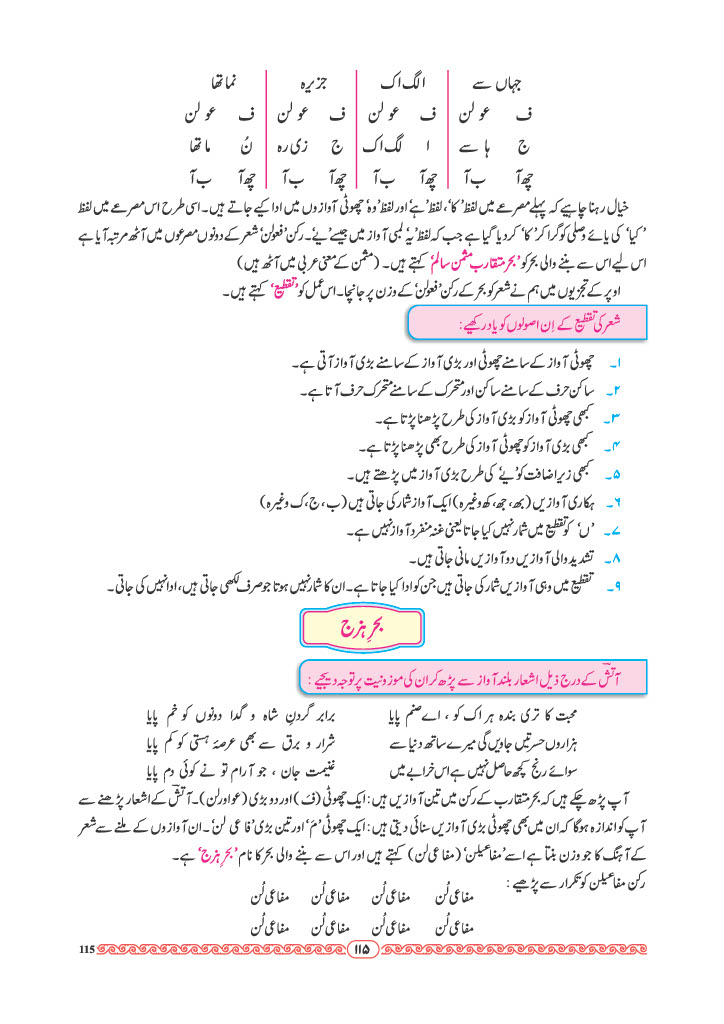 جہاں سے الگ اک جزیرہ نما تھا
ف عو لن ف عو لن ف عو لن ف عو لن
ج ہا سے ا لگ اک ج زی رہ نُ ما تھا
چھ آ ب آ چھ آ ب آ چھ آ ب آ چھ آ ب آ
خیال رہنا چاہیے کہ پہلے مصرعے میں لفظ 'کا'، لفظ 'ہے' اور لفظ 'وہ' چھوٹی آوازوں میں ادا کیے جاتے ہیں۔ اسی طرح اس مصرعے میں لفظ
'کیا' کی یائے وصلی کو گرا کر 'کا' کردیا گیا ہے جب کہ لفظ 'یہ' لمبی آواز میں جیسے 'یے'۔ رکن 'فعولن' شعر کے دونوں مصرعوں میں آٹھ مرتبہ آیا ہے
اس لیے اس سے بننے والی بحر کو 'بحر متقارب مثمن سالم' کہتے ہیں۔ (مثمن کے معنی عربی میں آٹھ ہیں)
اوپر کے تجزیوں میں ہم نے شعر کو بحر کے رکن 'فعولن' کے وزن پر جانچا۔ اس عمل کو 'تقطیع' کہتے ہیں۔
شعر کی تقطیع کے اِن اصولوں کو یاد رکھیے:
۱۔ چھوٹی آواز کے سامنے چھوٹی اور بڑی آواز کے سامنے بڑی آواز آتی ہے۔
۲۔ ساکن حرف کے سامنے ساکن اور متحرک کے سامنے متحرک حرف آتا ہے۔
۳۔ کبھی چھوٹی آواز کو بڑی آواز کی طرح پڑھنا پڑتا ہے۔
۴۔ کبھی بڑی آواز کو چھوٹی آواز کی طرح بھی پڑھنا پڑتا ہے۔
۵۔ کبھی زیر اضافت کو 'یے' کی طرح بڑی آواز میں پڑھتے ہیں۔
۶۔ ہکاری آوازیں (بھ، جھ، کھ وغیرہ) ایک آواز شمار کی جاتی ہیں (ب، ج، ک وغیرہ)
۷۔ 'ں' کو تقطیع میں شمار نہیں کیا جاتا یعنی غنہ منفرد آواز نہیں ہے۔
۸۔ تشدید والی آوازیں دو آوازیں مانی جاتی ہیں۔
۹۔ تقطیع میں وہی آوازیں شمار کی جاتی ہیں جن کو ادا کیا جاتا ہے۔ ان کا شمار نہیں ہوتا جو صرف لکھی جاتی ہیں، ادا نہیں کی جاتی۔
بحر ہزج
آتشؔ کے درج ذیل اشعار بلند آواز سے پڑھ کر ان کی موزونیت پر توجہ دیجیے:
محبت کا تری بندہ ہر اک کو ، اے صنم پایا برابر گردنِ شاہ و گدا دونوں کو خم پایا
ہزاروں حسرتیں جاویں گی میرے ساتھ دنیا سے شرار و برق سے بھی عرصۂ ہستی کو کم پایا
سوائے رنج کچھ حاصل نہیں ہے اس خرابے میں غنیمت جان ، جو آرام تو نے کوئی دم پایا
آپ پڑھ چکے ہیں کہ بحر متقارب کے رکن میں تین آوازیں ہیں: ایک چھوٹی (فَ) اور دو بڑی (عو اور لن)۔ آتشؔ کے اشعار پڑھنے سے
آپ کو اندازہ ہوگا کہ ان میں بھی چھوٹی بڑی آوازیں سنائی دیتی ہیں: ایک چھوٹی 'مَ' اور تین بڑی 'فا عی لن'۔ ان آوازوں کے ملنے سے شعر
کے آہنگ کا جو وزن بنتا ہے اسے 'مفاعیلن' (مفا عی لن) کہتے ہیں اور اس سے بننے والی بحر کا نام 'بحر ہزج' ہے۔
رکن مفاعیلن کو تکرار سے پڑھیے:
مفا عی لُن مفا عی لُن مفا عی لُن مفا عی لُن
مفا عی لُن مفا عی لُن مفا عی لُن مفا عی لُن
۱۱۵
115